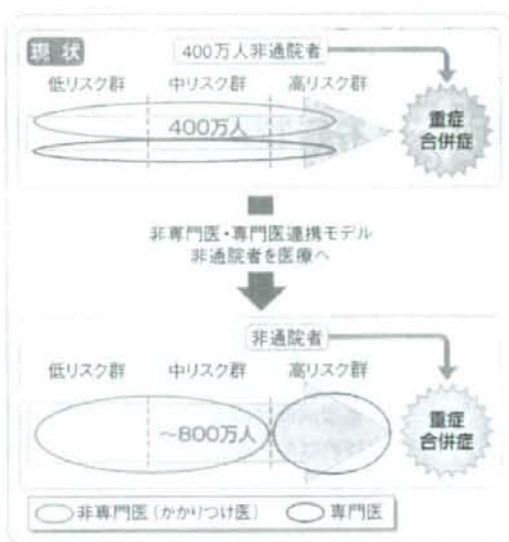 現状
400万人非通院者
低リスク群 中リスク群 高リスク群
400万人
重症
合併症
非専門医・専門医連携モデル
非通院者を医療へ
非通院者
低リスク群 中リスク群 高リスク群
～800万人
重症
合併症
非専門医(かかりつけ医) 専門医